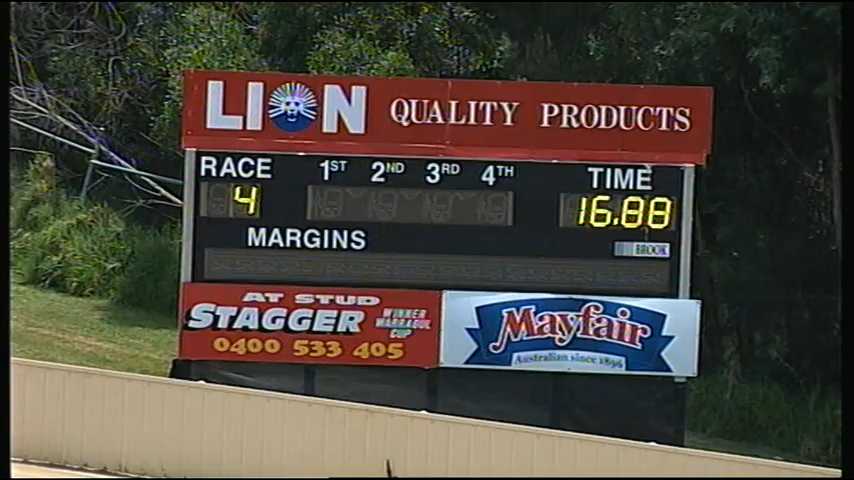 LION QUALITY PRODUCTS
RACE 1ST 2ND 3RD 4TH TIME
4 16.88
MARGINS BROOK
AT STUD
STAGGER
WINNER
WARRAGUL
CUP
0400 533 405
Mayfair
Australian since 1896